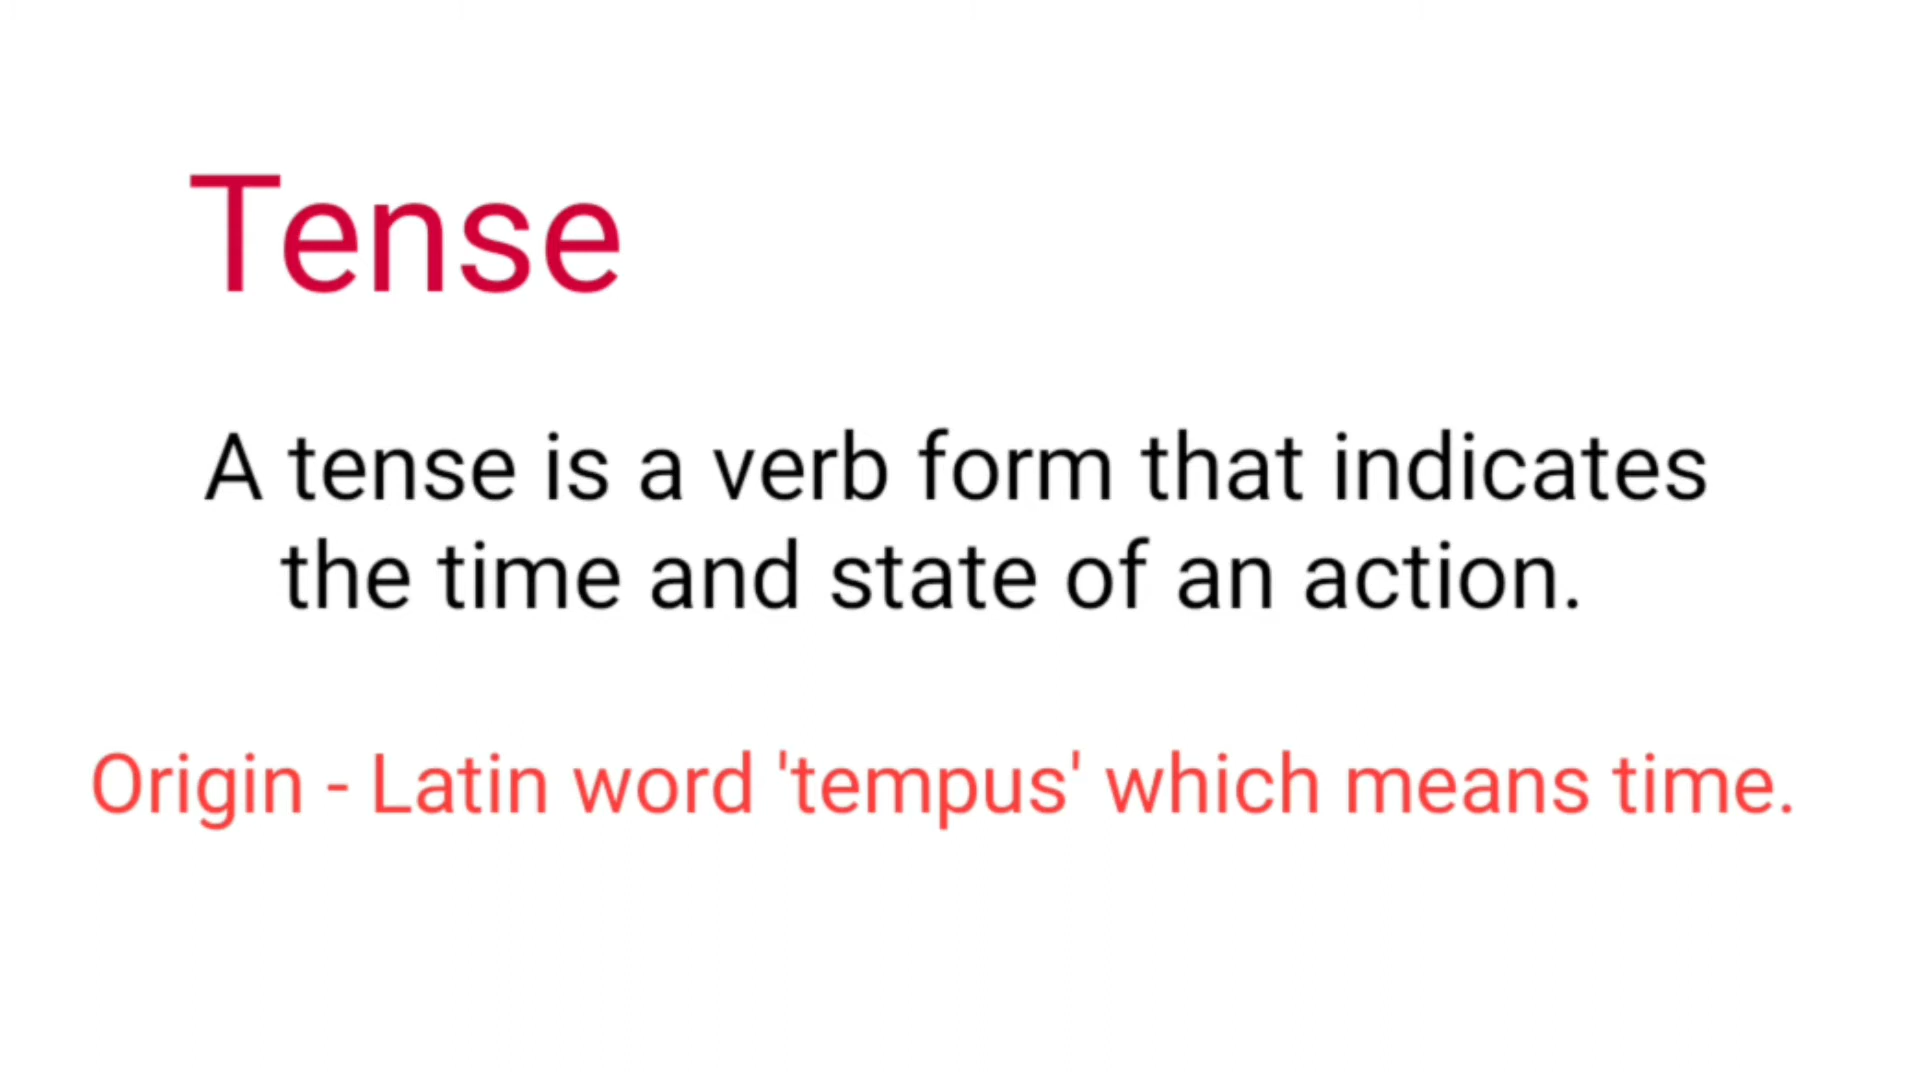 Tense
A tense is a verb form that indicates
the time and state of an action.
Origin - Latin word 'tempus' which means time.